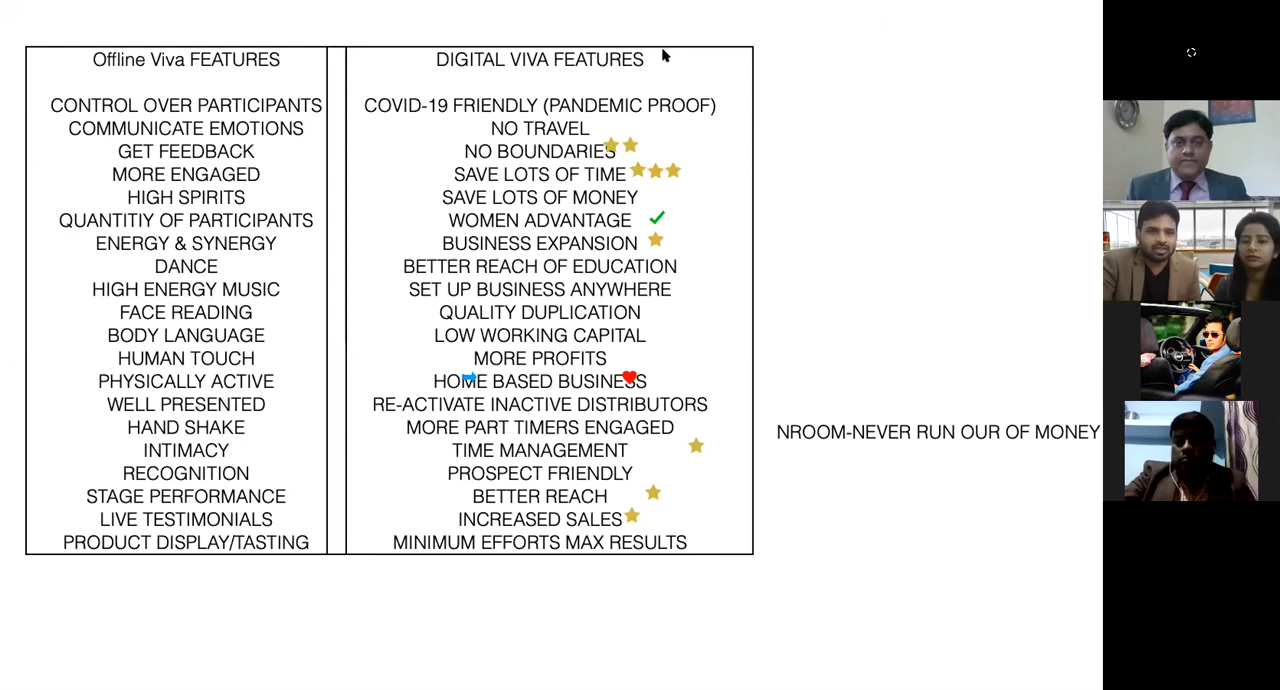 Offline Viva FEATURES
CONTROL OVER PARTICIPANTS
COMMUNICATE EMOTIONS
GET FEEDBACK
MORE ENGAGED
HIGH SPIRITS
QUANTITIY OF PARTICIPANTS
ENERGY & SYNERGY
DANCE
HIGH ENERGY MUSIC
FACE READING
BODY LANGUAGE
HUMAN TOUCH
PHYSICALLY ACTIVE
WELL PRESENTED
HAND SHAKE
INTIMACY
RECOGNITION
STAGE PERFORMANCE
LIVE TESTIMONIALS
PRODUCT DISPLAY/TASTING
DIGITAL VIVA FEATURES
COVID-19 FRIENDLY (PANDEMIC PROOF)
NO TRAVEL
NO BOUNDARIES
SAVE LOTS OF TIME
SAVE LOTS OF MONEY
WOMEN ADVANTAGE
BUSINESS EXPANSION
BETTER REACH OF EDUCATION
SET UP BUSINESS ANYWHERE
QUALITY DUPLICATION
LOW WORKING CAPITAL
MORE PROFITS
HOME BASED BUSINESS
RE-ACTIVATE INACTIVE DISTRIBUTORS
MORE PART TIMERS ENGAGED
TIME MANAGEMENT
PROSPECT FRIENDLY
BETTER REACH
INCREASED SALES
MINIMUM EFFORTS MAX RESULTS
NROOM-NEVER RUN OUR OF MONEY